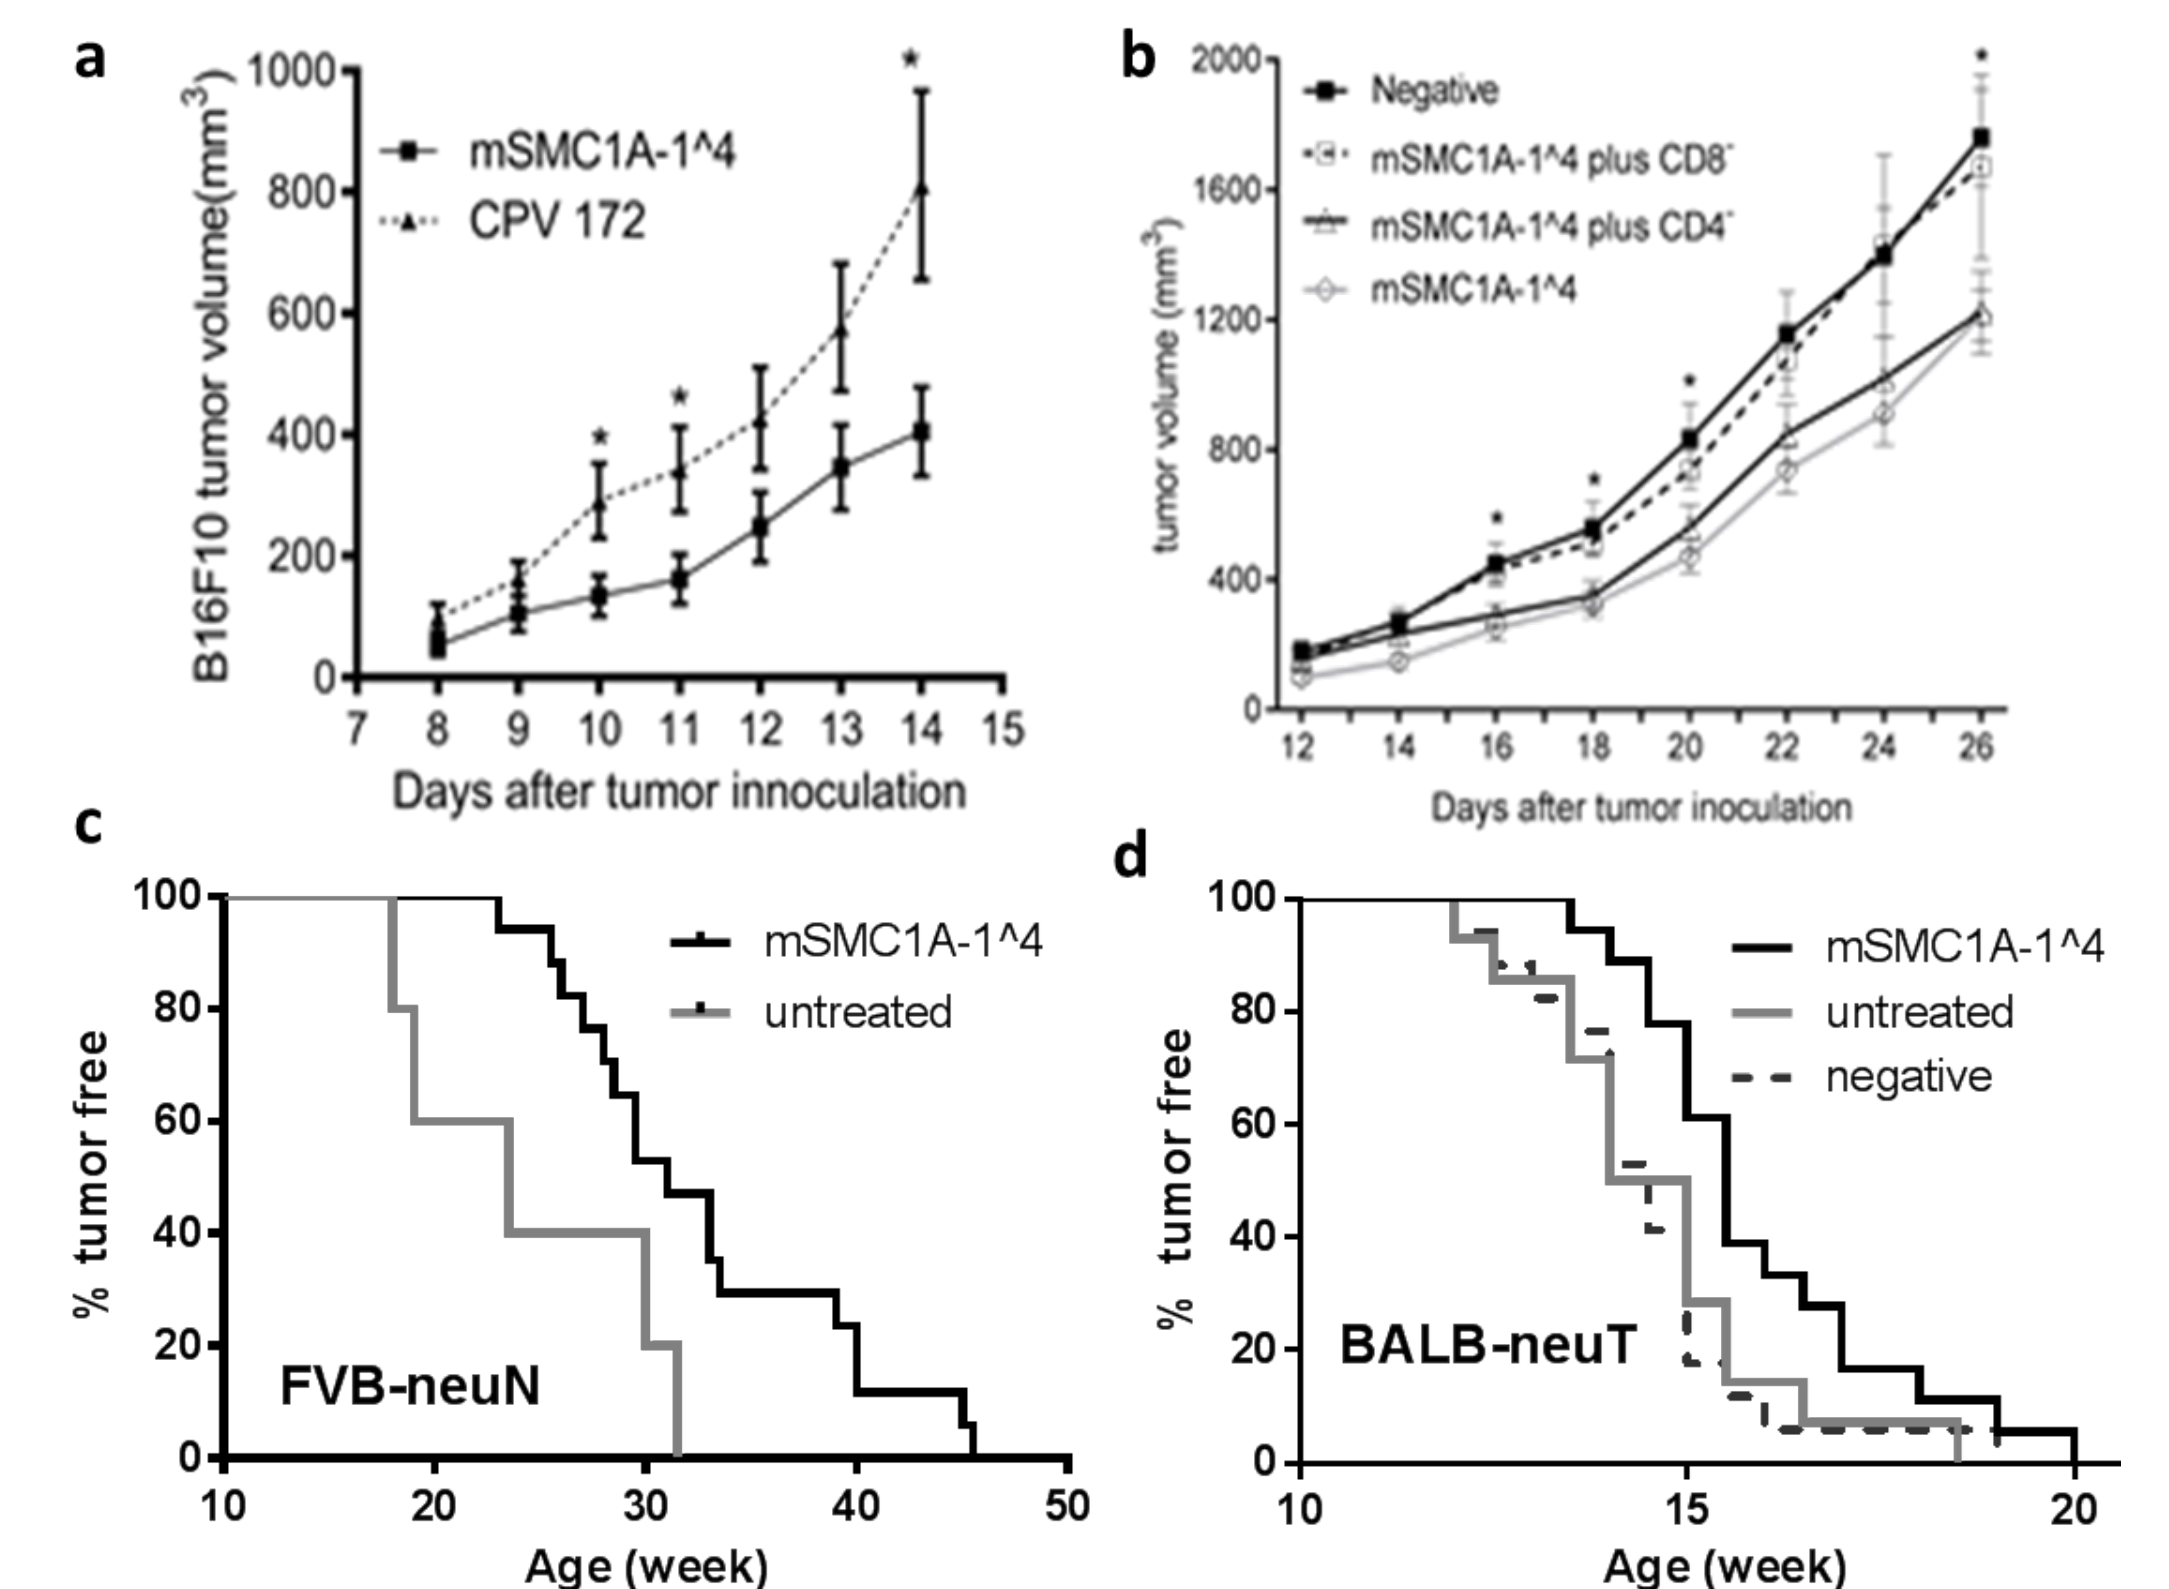 a
B16F10 tumor volume(mm³)
1000
800
600
400
200
0
mSMC1A-1^4
CPV 172
*
*
*
7 8 9 10 11 12 13 14 15
Days after tumor innoculation
b
tumor volume (mm³)
2000
1600
1200
800
400
0
Negative
mSMC1A-1^4 plus CD8⁻
mSMC1A-1^4 plus CD4⁻
mSMC1A-1^4
*
*
*
*
*
12 14 16 18 20 22 24 26
Days after tumor inoculation
c
% tumor free
100
80
60
40
20
0
mSMC1A-1^4
untreated
FVB-neuN
10 20 30 40 50
Age (week)
d
% tumor free
100
80
60
40
20
0
mSMC1A-1^4
untreated
negative
BALB-neuT
10 15 20
Age (week)